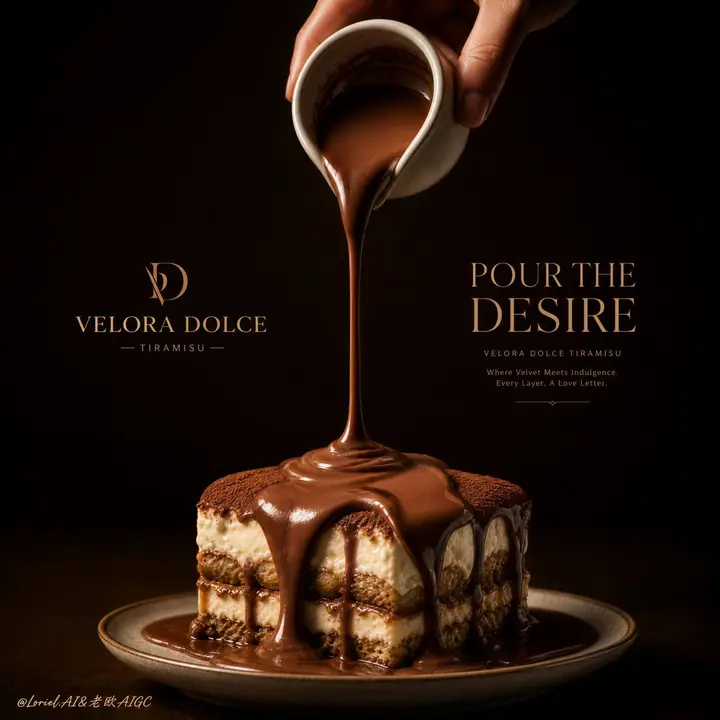 VD
VELORA DOLCE
TIRAMISU
POUR THE
DESIRE
VELORA DOLCE TIRAMISU
Where Velvet Meets Indulgence.
Every Layer, A Love Letter.
@Loriel.AI&老欧AIGC